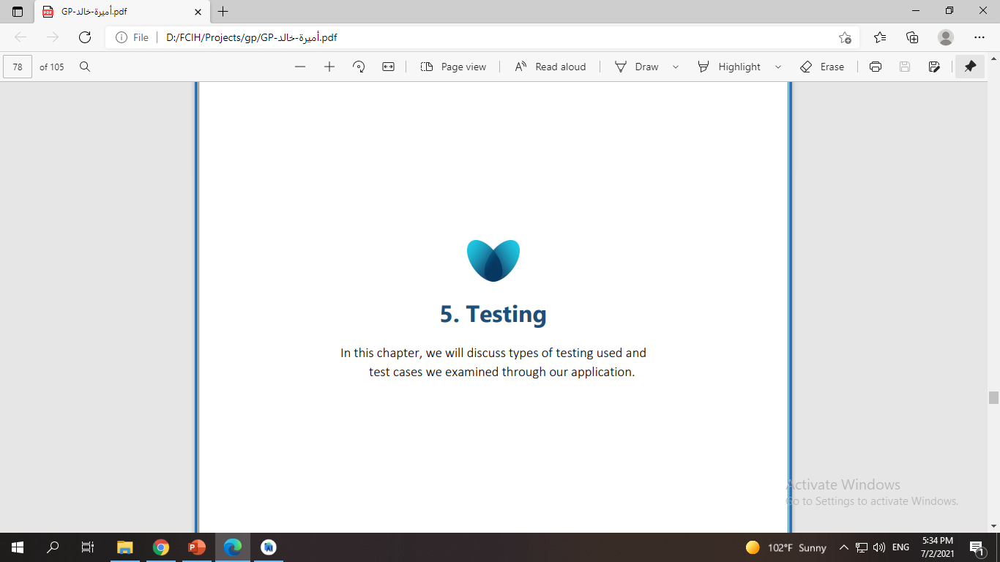 GP-أميرة-خالد.pdf
File
D:/FCIH/Projects/gp/GP-أميرة-خالد.pdf
78 of 105
Page view
Read aloud
Draw
Highlight
Erase
5. Testing
In this chapter, we will discuss types of testing used and
test cases we examined through our application.
Activate Windows
Go to Settings to activate Windows.
102°F Sunny
ENG
5:34 PM
7/2/2021
1